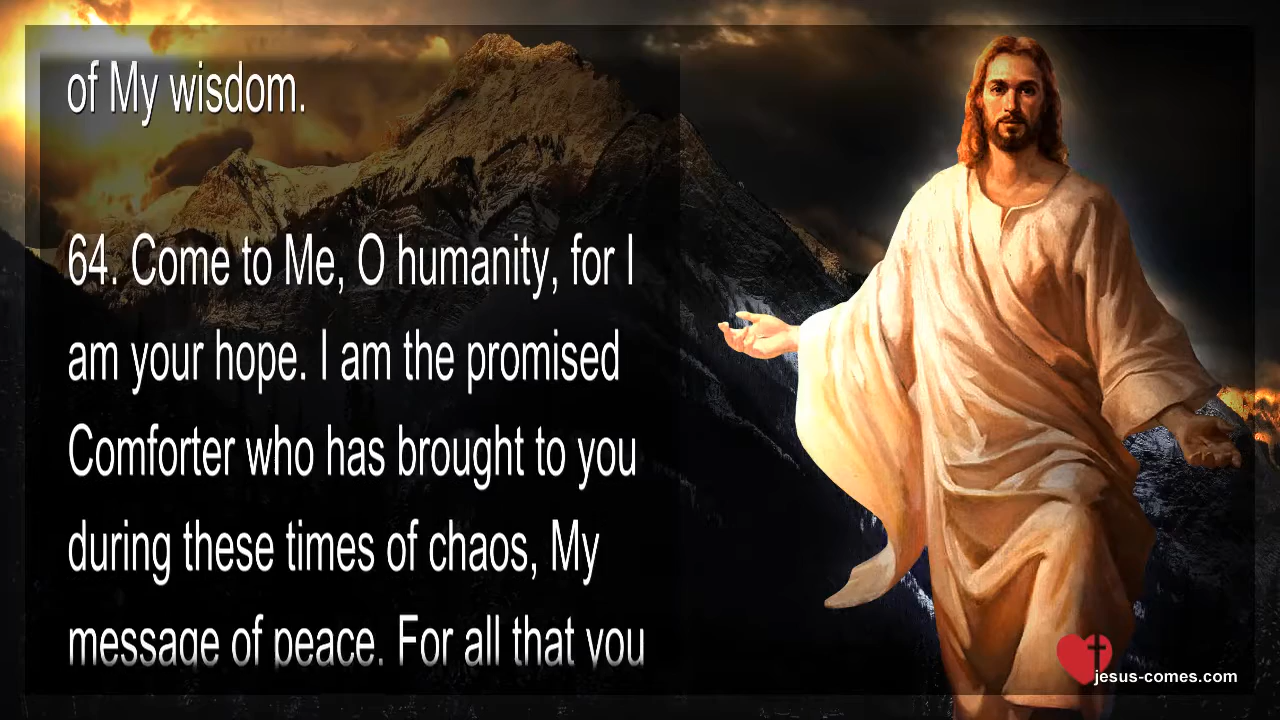 of My wisdom.
64. Come to Me, O humanity, for I
am your hope. I am the promised
Comforter who has brought to you
during these times of chaos, My
message of peace. For all that you
jesus-comes.com